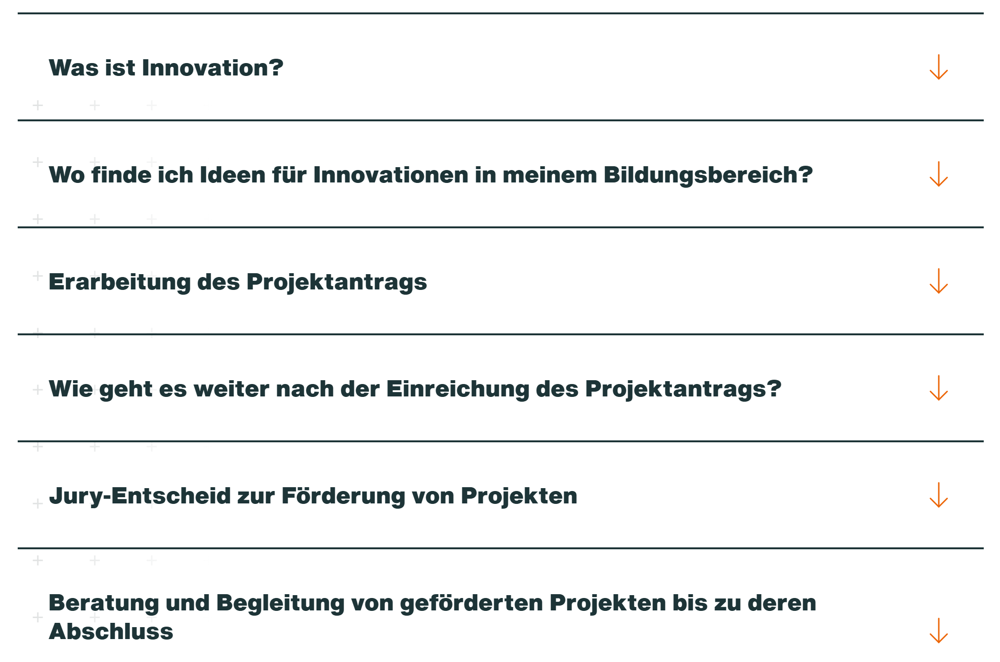 Was ist Innovation?
Wo finde ich Ideen für Innovationen in meinem Bildungsbereich?
Erarbeitung des Projektantrags
Wie geht es weiter nach der Einreichung des Projektantrags?
Jury-Entscheid zur Förderung von Projekten
Beratung und Begleitung von geförderten Projekten bis zu deren
Abschluss